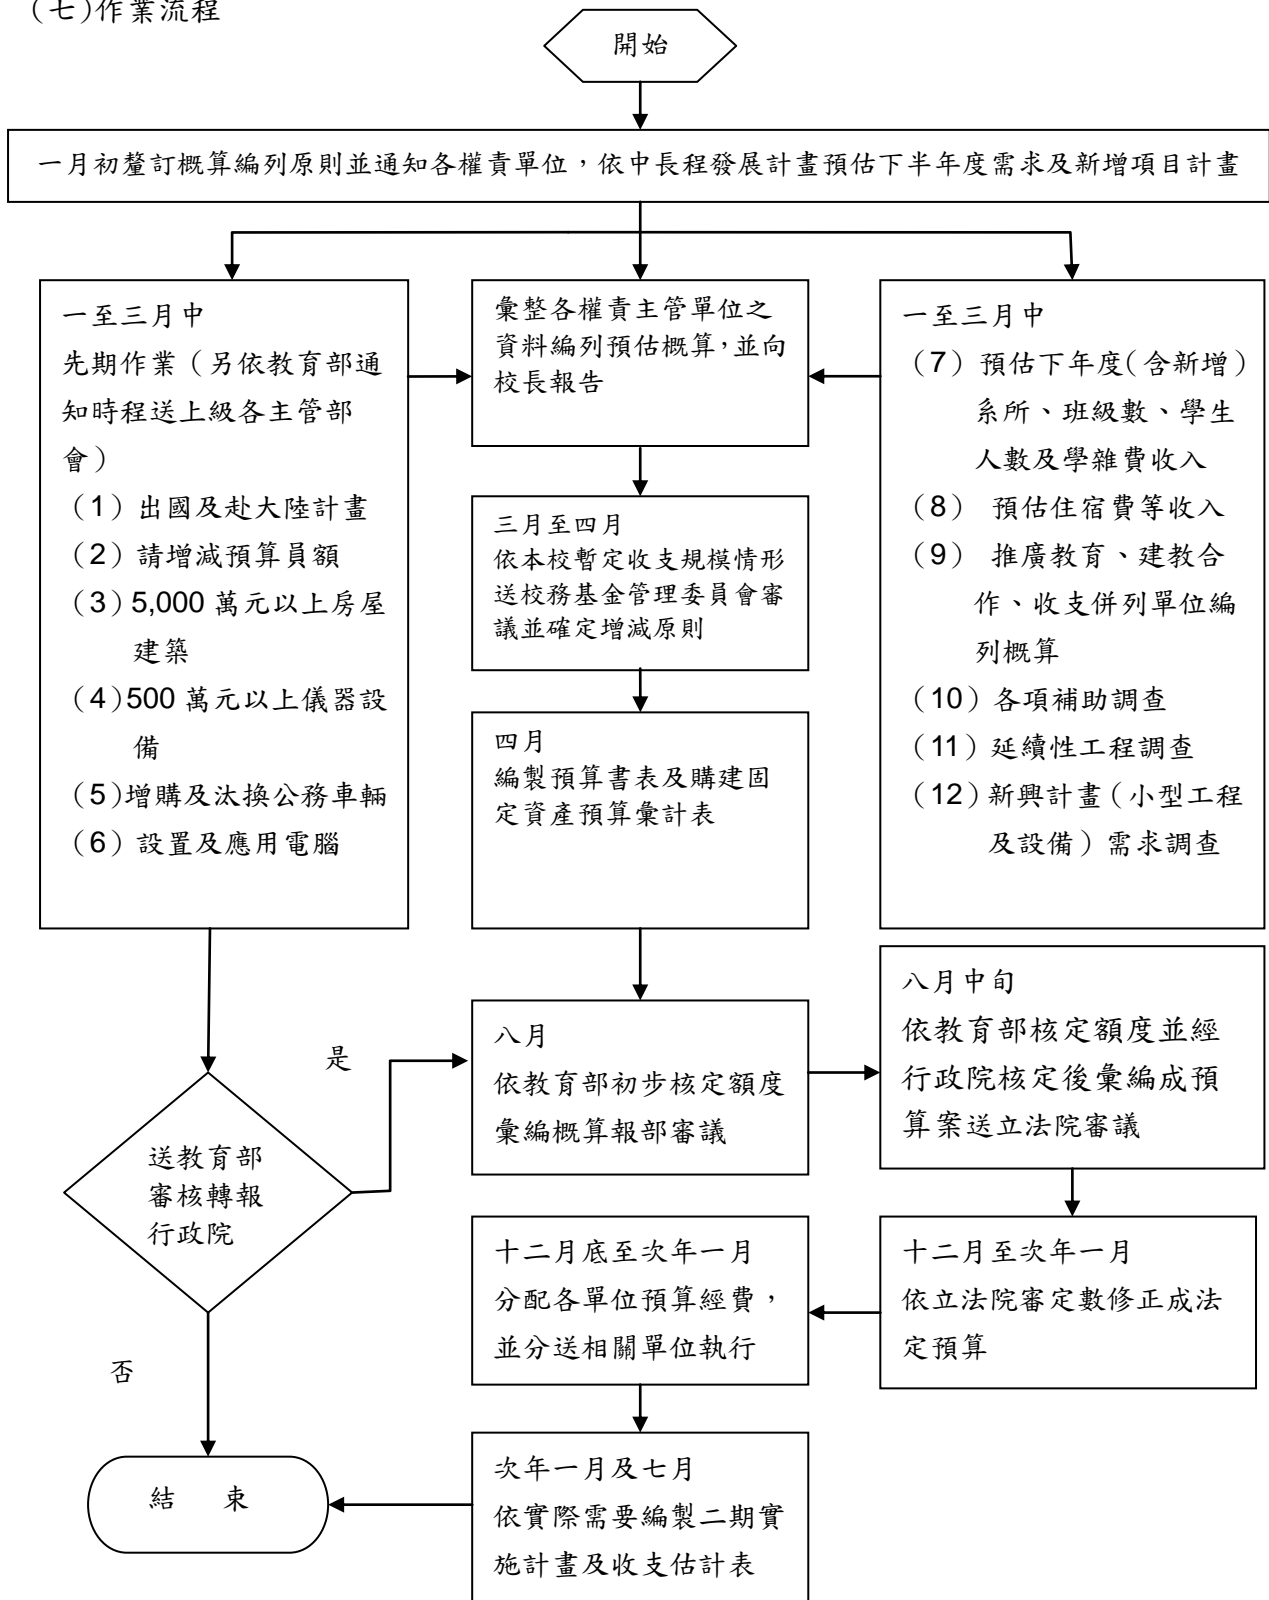 (七)作業流程
開始
一月初釐訂概算編列原則並通知各權責單位，依中長程發展計畫預估下半年度需求及新增項目計畫
一至三月中
先期作業（另依教育部通
知時程送上級各主管部
會）
（1）出國及赴大陸計畫
（2）請增減預算員額
（3）5,000 萬元以上房屋
建築
（4）500 萬元以上儀器設
備
（5）增購及汰換公務車輛
（6）設置及應用電腦
彙整各權責主管單位之
資料編列預估概算，並向
校長報告
三月至四月
依本校暫定收支規模情形
送校務基金管理委員會審
議並確定增減原則
四月
編製預算書表及購建固
定資產預算彙計表
一至三月中
（7）預估下年度（含新增）
系所、班級數、學生
人數及學雜費收入
（8） 預估住宿費等收入
（9） 推廣教育、建教合
作、收支併列單位編
列概算
（10）各項補助調查
（11）延續性工程調查
（12）新興計畫（小型工程
及設備）需求調查
送教育部
審核轉報
行政院
是
否
八月
依教育部初步核定額度
彙編概算報部審議
八月中旬
依教育部核定額度並經
行政院核定後彙編成預
算案送立法院審議
十二月至次年一月
依立法院審定數修正成法
定預算
十二月底至次年一月
分配各單位預算經費，
並分送相關單位執行
次年一月及七月
依實際需要編製二期實
施計畫及收支估計表
結 束